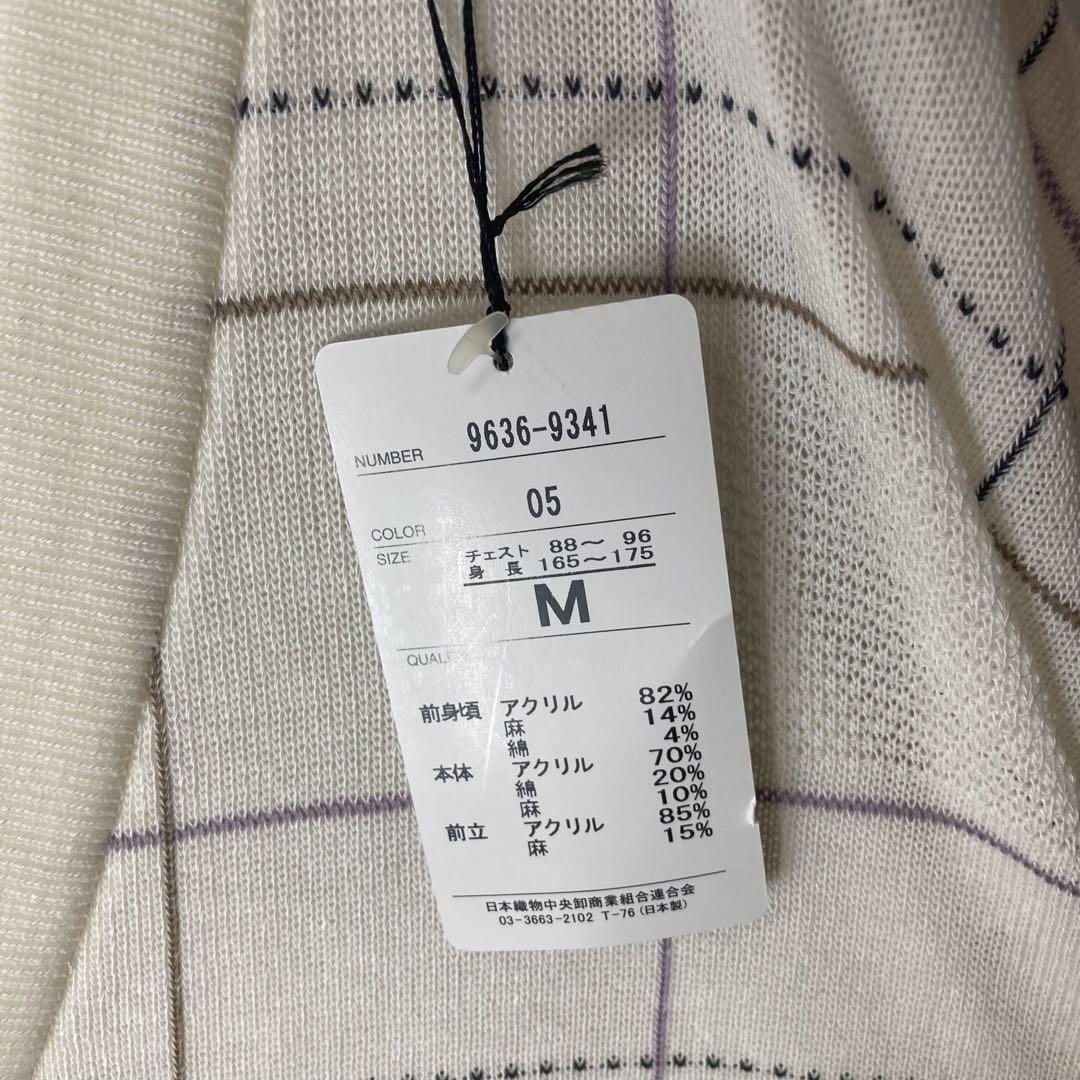 NUMBER 9636-9341
COLOR 05
SIZE チェスト 88～ 96
身 長 165～175
M
前身頃 アクリル 82%
麻 14%
綿 4%
本体 アクリル 70%
綿 20%
麻 10%
前立 アクリル 85%
麻 15%
日本織物中央卸商業組合連合会
03-3663-2102 T-76 (日本製)